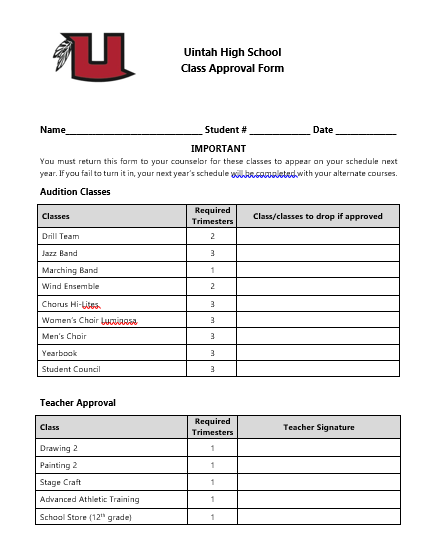 U
Uintah High School
Class Approval Form
Name__________________________ Student # ____________ Date ____________
IMPORTANT
You must return this form to your counselor for these classes to appear on your schedule next
year. If you fail to turn it in, your next year's schedule will be completed with your alternate courses.
Audition Classes
Classes Required Trimesters Class/classes to drop if approved
Drill Team 2
Jazz Band 3
Marching Band 1
Wind Ensemble 2
Chorus Hi-Lites 3
Women's Choir Luminosa 3
Men's Choir 3
Yearbook 3
Student Council 3
Teacher Approval
Class Required Trimesters Teacher Signature
Drawing 2 1
Painting 2 1
Stage Craft 1
Advanced Athletic Training 1
School Store (12th grade) 1